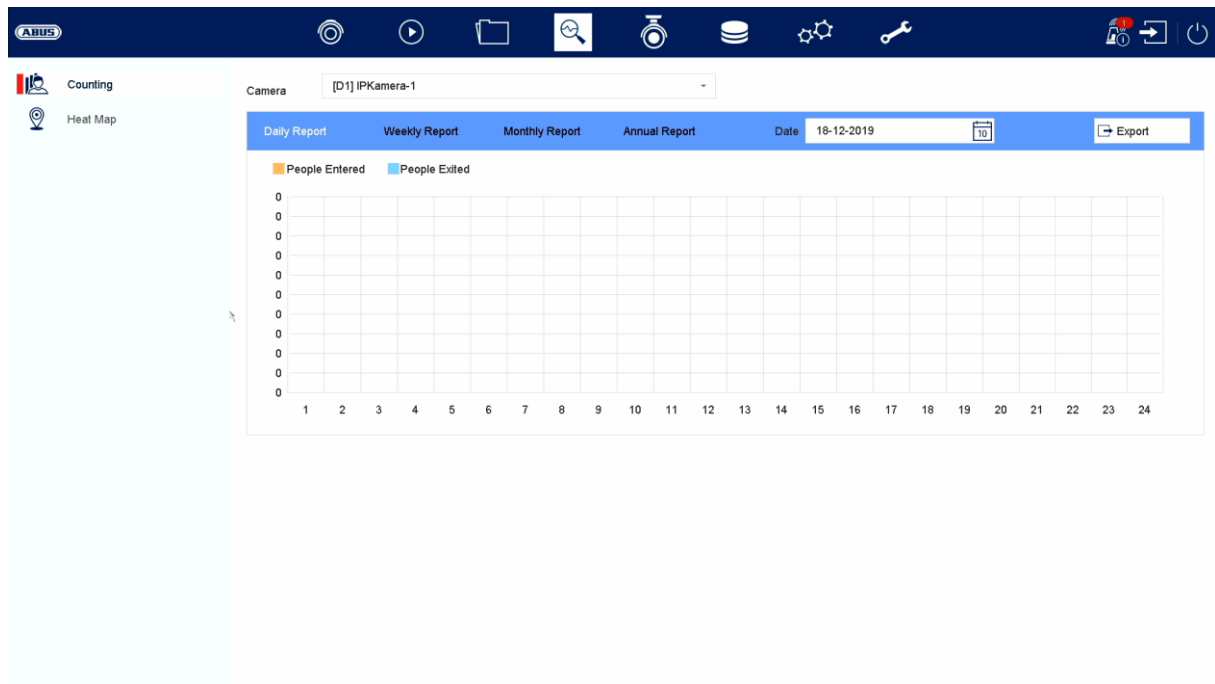 ABUS
1
Counting
Heat Map
Camera [D1] IPKamera-1
Daily Report Weekly Report Monthly Report Annual Report Date 18-12-2019 10 Export
People Entered People Exited
0
0
0
0
0
0
0
0
0
0
0
1 2 3 4 5 6 7 8 9 10 11 12 13 14 15 16 17 18 19 20 21 22 23 24